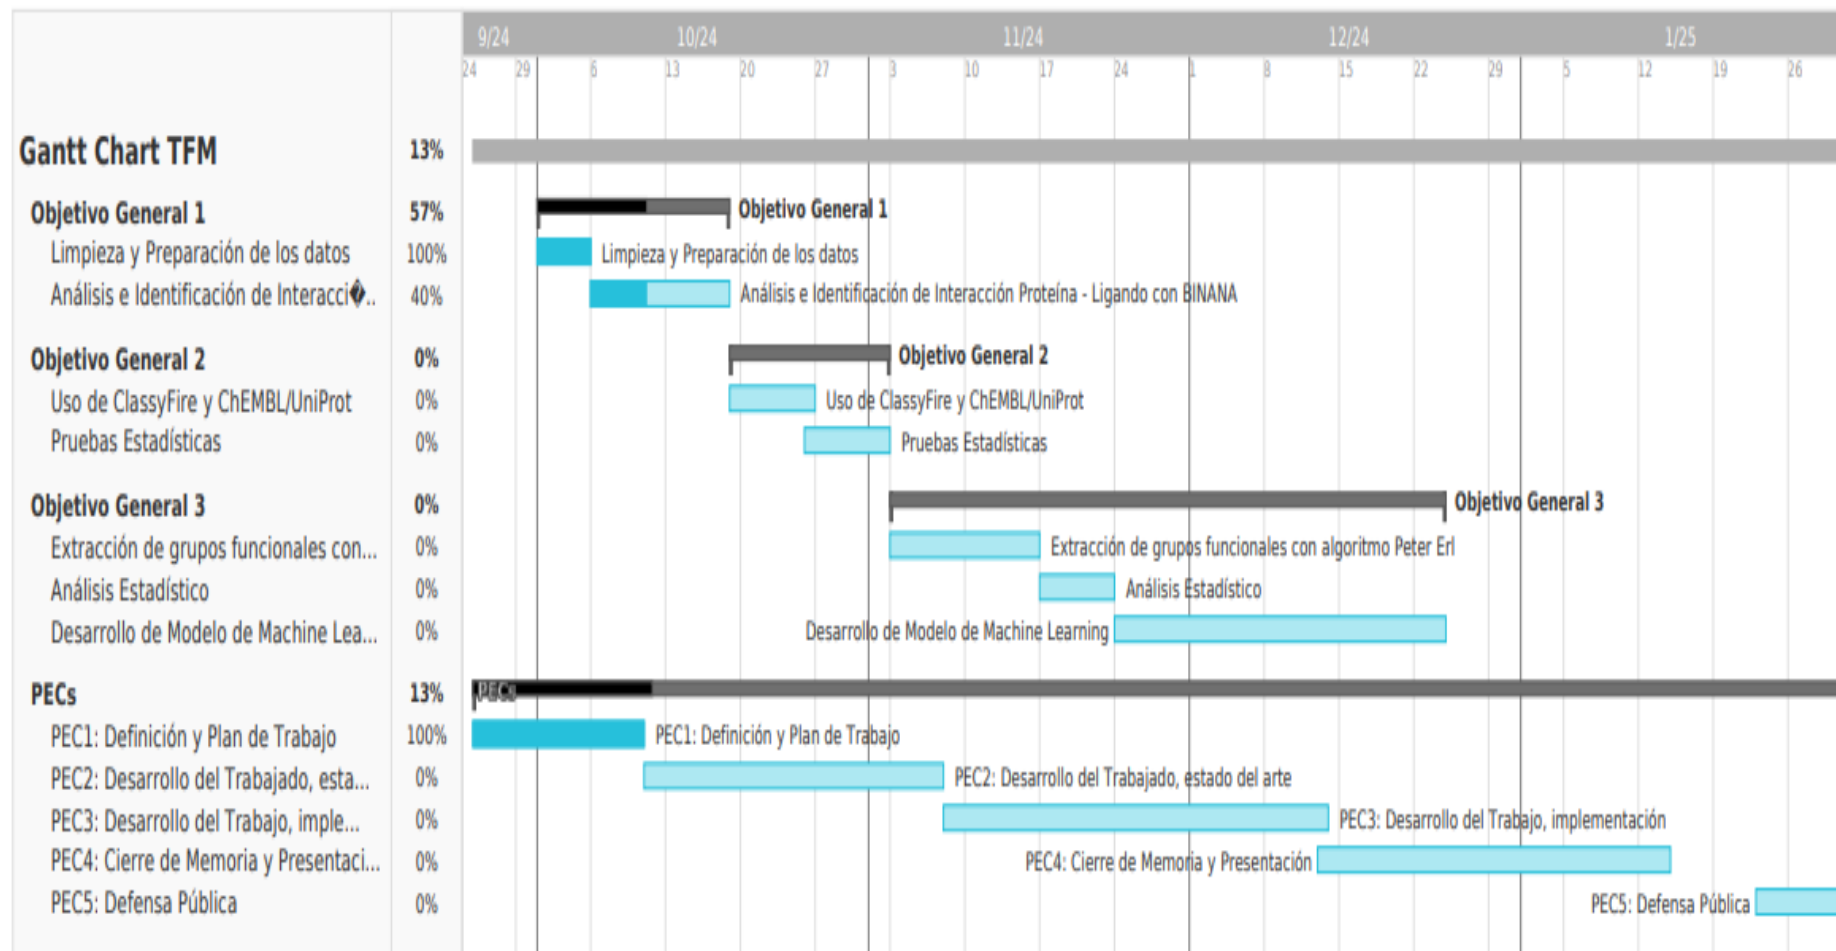 9/24 10/24 11/24 12/24 1/25
24 29 6 13 20 27 3 10 17 24 1 8 15 22 29 5 12 19 26
Gantt Chart TFM 13%
Objetivo General 1 57% Objetivo General 1
Limpieza y Preparación de los datos 100% Limpieza y Preparación de los datos
Análisis e Identificación de Interacci�.. 40% Análisis e Identificación de Interacción Proteína - Ligando con BINANA
Objetivo General 2 0% Objetivo General 2
Uso de ClassyFire y ChEMBL/UniProt 0% Uso de ClassyFire y ChEMBL/UniProt
Pruebas Estadísticas 0% Pruebas Estadísticas
Objetivo General 3 0% Objetivo General 3
Extracción de grupos funcionales con... 0% Extracción de grupos funcionales con algoritmo Peter Erl
Análisis Estadístico 0% Análisis Estadístico
Desarrollo de Modelo de Machine Lea... 0% Desarrollo de Modelo de Machine Learning
PECs 13% PECs
PEC1: Definición y Plan de Trabajo 100% PEC1: Definición y Plan de Trabajo
PEC2: Desarrollo del Trabajado, esta... 0% PEC2: Desarrollo del Trabajado, estado del arte
PEC3: Desarrollo del Trabajo, imple... 0% PEC3: Desarrollo del Trabajo, implementación
PEC4: Cierre de Memoria y Presentaci... 0% PEC4: Cierre de Memoria y Presentación
PEC5: Defensa Pública 0% PEC5: Defensa Pública